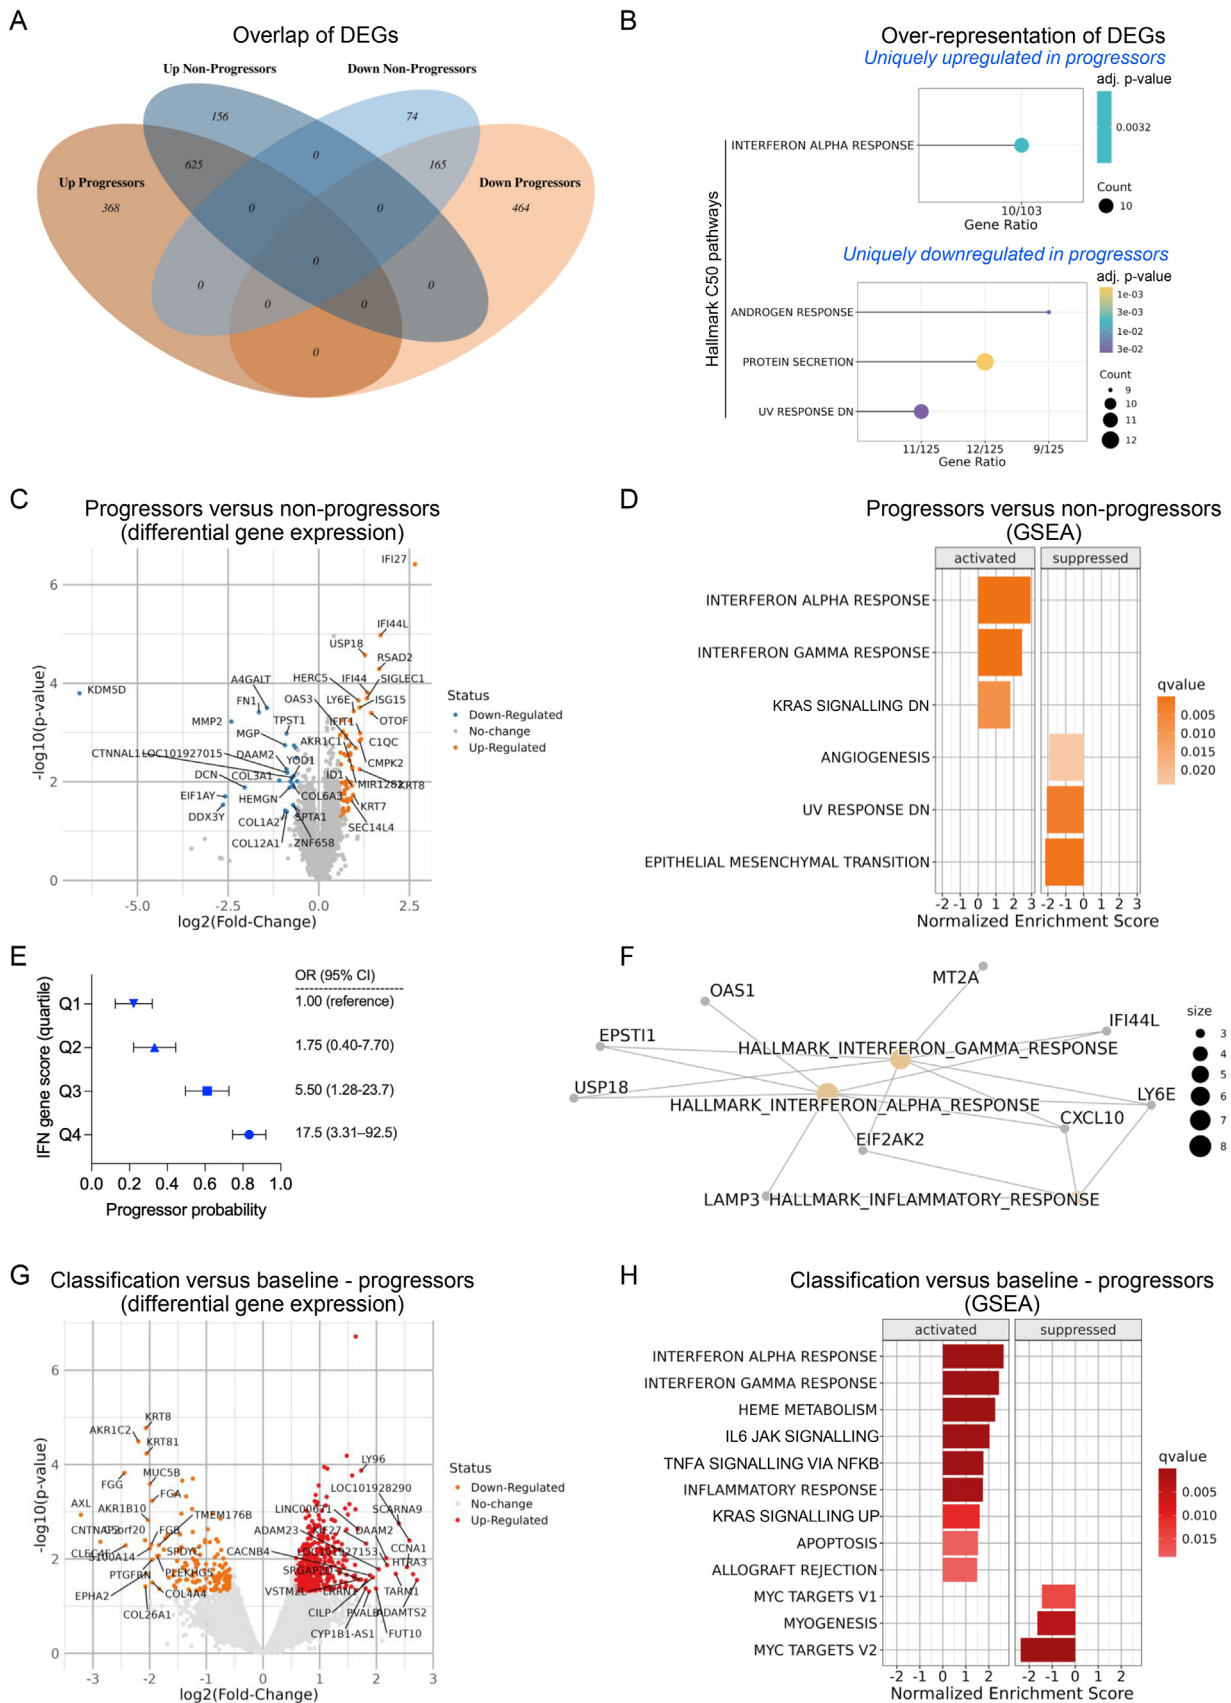 A
Overlap of DEGs
Up Non-Progressors
Down Non-Progressors
156
74
0
625
165
Up Progressors
Down Progressors
368
0
0
464
0
0
0
0
0
0
B
Over-representation of DEGs
Uniquely upregulated in progressors
adj. p-value
0.0032
INTERFERON ALPHA RESPONSE
Count
10
10/103
Gene Ratio
Hallmark C50 pathways
Uniquely downregulated in progressors
adj. p-value
1e-03
3e-03
1e-02
3e-02
ANDROGEN RESPONSE
PROTEIN SECRETION
UV RESPONSE DN
Count
9
10
11
12
11/125
12/125
9/125
Gene Ratio
C
Progressors versus non-progressors
(differential gene expression)
-log10(p-value)
6
4
2
0
IFI27
IFI44L
USP18
RSAD2
HERC5
IFI44
SIGLEC1
KDM5D
A4GALT
OAS3
LY6E
ISG15
FN1
OTOF
MMP2
TPST1
IFIT1
MGP
AKR1C1
C1QC
CTNNAL1
LOC101927015
DAAM2
YOD1
CMPK2
DCN
COL3A1
ID1
MIR1282
KRT8
EIF1AY
HEMGN
COL6A3
KRT7
DDX3Y
COL1A2
SPTA1
SEC14L4
COL12A1
ZNF658
Status
Down-Regulated
No-change
Up-Regulated
-5.0
-2.5
0.0
2.5
log2(Fold-Change)
D
Progressors versus non-progressors
(GSEA)
activated
suppressed
INTERFERON ALPHA RESPONSE
INTERFERON GAMMA RESPONSE
KRAS SIGNALLING DN
ANGIOGENESIS
UV RESPONSE DN
EPITHELIAL MESENCHYMAL TRANSITION
qvalue
0.005
0.010
0.015
0.020
-2 -1 0 1 2 3 -2 -1 0 1 2 3
Normalized Enrichment Score
E
IFN gene score (quartile)
OR (95% CI)
Q1
1.00 (reference)
Q2
1.75 (0.40-7.70)
Q3
5.50 (1.28-23.7)
Q4
17.5 (3.31–92.5)
0.0 0.2 0.4 0.6 0.8 1.0
Progressor probability
F
MT2A
OAS1
IFI44L
EPSTI1
HALLMARK_INTERFERON_GAMMA_RESPONSE
USP18
LY6E
HALLMARK_INTERFERON_ALPHA_RESPONSE
CXCL10
EIF2AK2
LAMP3
HALLMARK_INFLAMMATORY_RESPONSE
size
3
4
5
6
7
8
G
Classification versus baseline - progressors
(differential gene expression)
-log10(p-value)
6
4
2
0
KRT8
AKR1C2
KRT81
LY96
FGG
MUC5B
LOC101928290
AXL
FGA
AKR1B10
TMEM176B
LINC00671
SCARNA9
CNTNAP2
FGB
ADAM23
KIF27
DAAM2
CCNA1
CLEC4F
S100A14
SPDYC
CACNB4
LOC101927153
HTRA3
PTGFRN
PLEKHG5
SRGAP2D
EPHA2
COL4A4
VSTM2L
LRRN1
TARM1
COL26A1
CILP
PVALB
ADAMTS2
CYP1B1-AS1
FUT10
Status
Down-Regulated
No-change
Up-Regulated
-3 -2 -1 0 1 2 3
log2(Fold-Change)
H
Classification versus baseline - progressors
(GSEA)
activated
suppressed
INTERFERON ALPHA RESPONSE
INTERFERON GAMMA RESPONSE
HEME METABOLISM
IL6 JAK SIGNALLING
TNFA SIGNALLING VIA NFKB
INFLAMMATORY RESPONSE
KRAS SIGNALLING UP
APOPTOSIS
ALLOGRAFT REJECTION
MYC TARGETS V1
MYOGENESIS
MYC TARGETS V2
qvalue
0.005
0.010
0.015
-2 -1 0 1 2 -2 -1 0 1 2
Normalized Enrichment Score